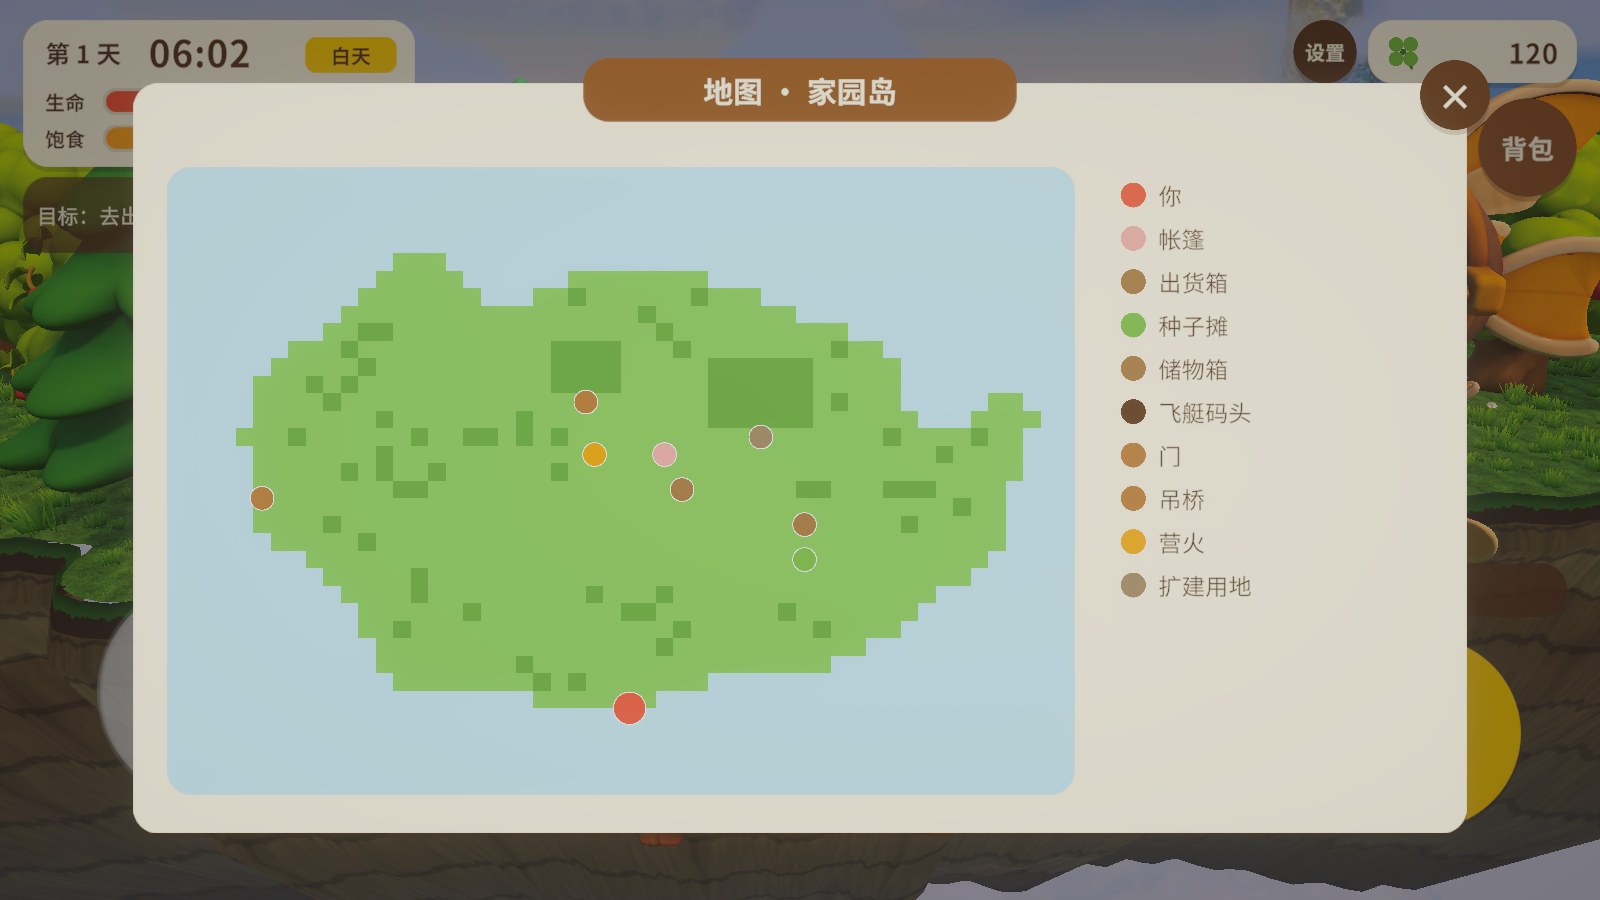 第 1 天 06:02 白天
设置
120
生命
饱食
地图 · 家园岛
背包
目标：去出
你
帐篷
出货箱
种子摊
储物箱
飞艇码头
门
吊桥
营火
扩建用地